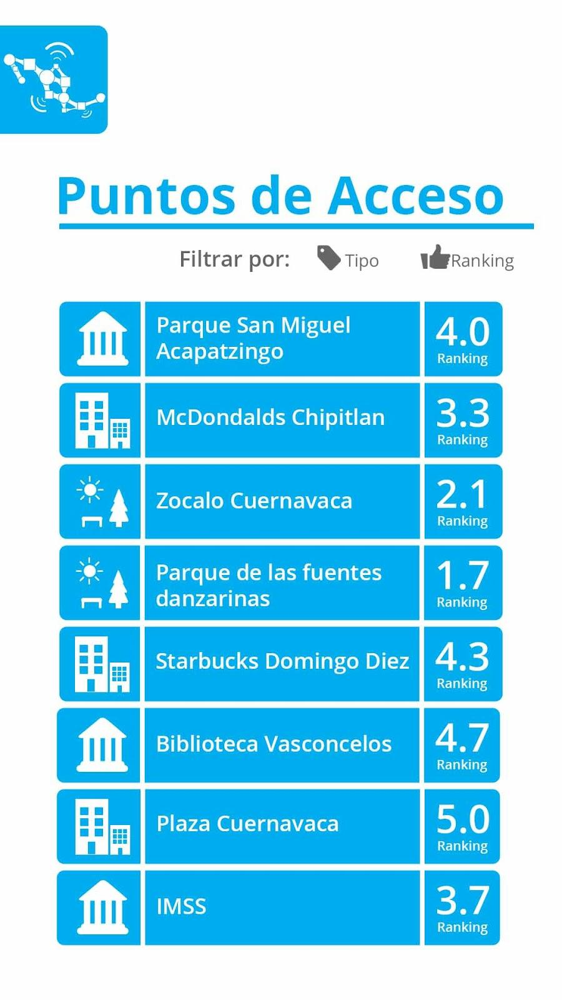 Puntos de Acceso
Filtrar por: Tipo Ranking
Parque San Miguel
Acapatzingo
4.0
Ranking
McDondalds Chipitlan
3.3
Ranking
Zocalo Cuernavaca
2.1
Ranking
Parque de las fuentes
danzarinas
1.7
Ranking
Starbucks Domingo Diez
4.3
Ranking
Biblioteca Vasconcelos
4.7
Ranking
Plaza Cuernavaca
5.0
Ranking
IMSS
3.7
Ranking